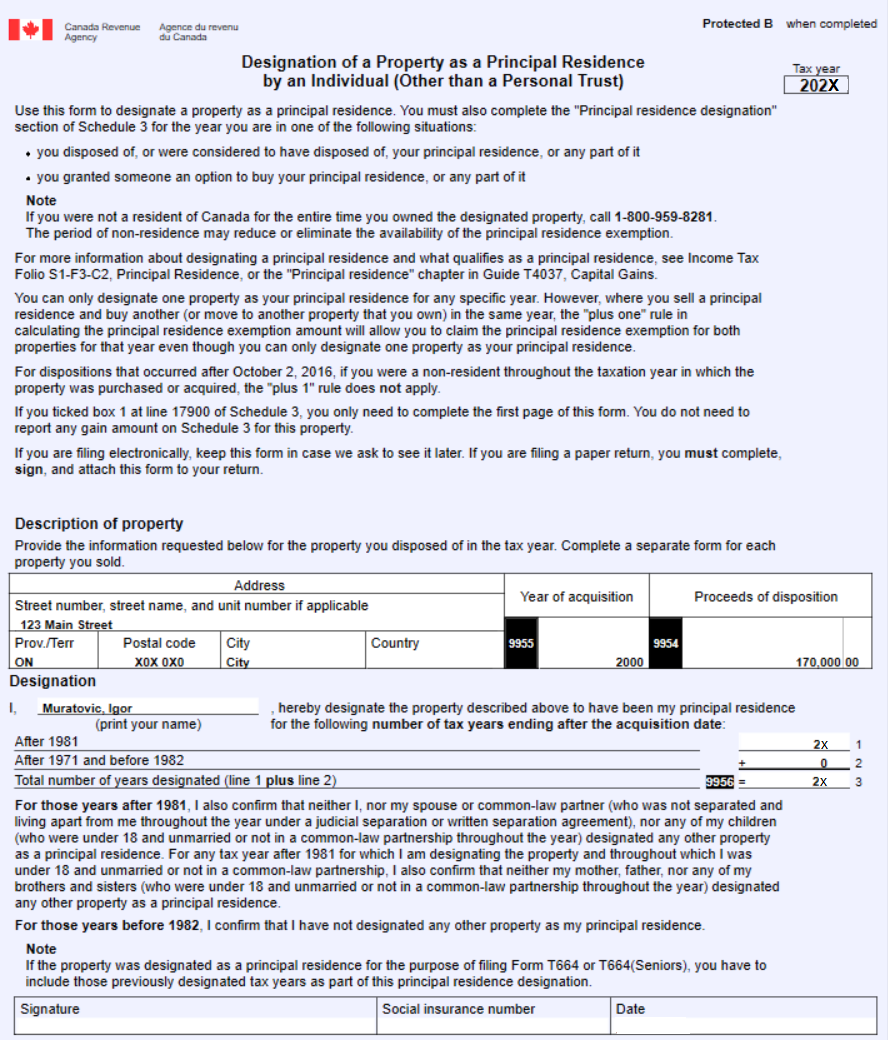 Canada Revenue Agence du revenu
Agency du Canada
Protected B when completed
Designation of a Property as a Principal Residence
by an Individual (Other than a Personal Trust)
Tax year
202X
Use this form to designate a property as a principal residence. You must also complete the "Principal residence designation"
section of Schedule 3 for the year you are in one of the following situations:
• you disposed of, or were considered to have disposed of, your principal residence, or any part of it
• you granted someone an option to buy your principal residence, or any part of it
Note
If you were not a resident of Canada for the entire time you owned the designated property, call 1-800-959-8281.
The period of non-residence may reduce or eliminate the availability of the principal residence exemption.
For more information about designating a principal residence and what qualifies as a principal residence, see Income Tax
Folio S1-F3-C2, Principal Residence, or the "Principal residence" chapter in Guide T4037, Capital Gains.
You can only designate one property as your principal residence for any specific year. However, where you sell a principal
residence and buy another (or move to another property that you own) in the same year, the "plus one" rule in
calculating the principal residence exemption amount will allow you to claim the principal residence exemption for both
properties for that year even though you can only designate one property as your principal residence.
For dispositions that occurred after October 2, 2016, if you were a non-resident throughout the taxation year in which the
property was purchased or acquired, the "plus 1" rule does not apply.
If you ticked box 1 at line 17900 of Schedule 3, you only need to complete the first page of this form. You do not need to
report any gain amount on Schedule 3 for this property.
If you are filing electronically, keep this form in case we ask to see it later. If you are filing a paper return, you must complete,
sign, and attach this form to your return.
Description of property
Provide the information requested below for the property you disposed of in the tax year. Complete a separate form for each
property you sold.
Address
Year of acquisition
Proceeds of disposition
Street number, street name, and unit number if applicable
123 Main Street
Prov./Terr Postal code City Country 9955 9954
ON X0X 0X0 City 2000 170,000 00
Designation
I, Muratovic, Igor , hereby designate the property described above to have been my principal residence
(print your name) for the following number of tax years ending after the acquisition date:
After 1981 2X 1
After 1971 and before 1982 + 0 2
Total number of years designated (line 1 plus line 2) 9956 = 2X 3
For those years after 1981, I also confirm that neither I, nor my spouse or common-law partner (who was not separated and
living apart from me throughout the year under a judicial separation or written separation agreement), nor any of my children
(who were under 18 and unmarried or not in a common-law partnership throughout the year) designated any other property
as a principal residence. For any tax year after 1981 for which I am designating the property and throughout which I was
under 18 and unmarried or not in a common-law partnership, I also confirm that neither my mother, father, nor any of my
brothers and sisters (who were under 18 and unmarried or not in a common-law partnership throughout the year) designated
any other property as a principal residence.
For those years before 1982, I confirm that I have not designated any other property as my principal residence.
Note
If the property was designated as a principal residence for the purpose of filing Form T664 or T664(Seniors), you have to
include those previously designated tax years as part of this principal residence designation.
Signature Social insurance number Date